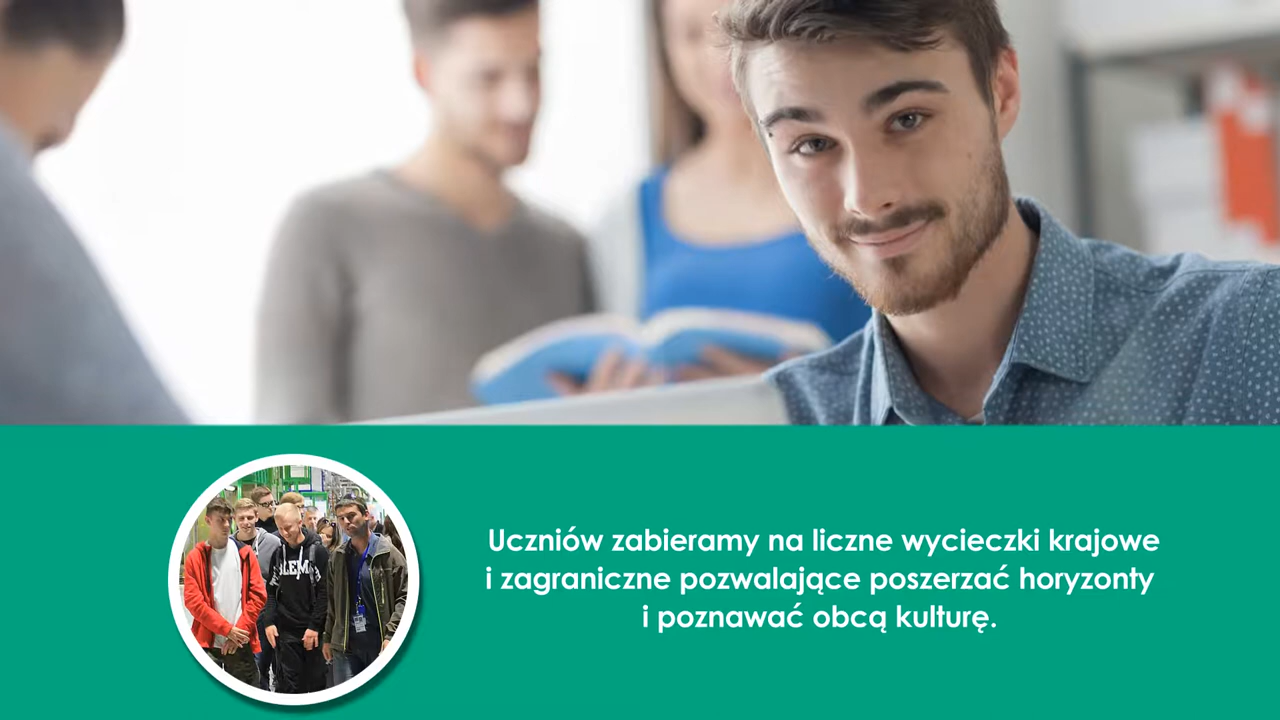 Uczniów zabieramy na liczne wycieczki krajowe
i zagraniczne pozwalające poszerzać horyzonty
i poznawać obcą kulturę.